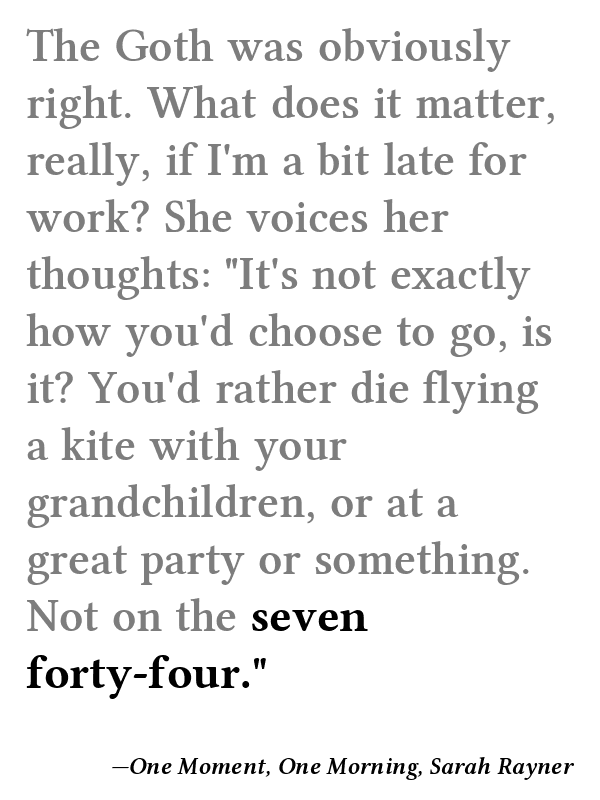 The Goth was obviously
right. What does it matter,
really, if I'm a bit late for
work? She voices her
thoughts: "It's not exactly
how you'd choose to go, is
it? You'd rather die flying
a kite with your
grandchildren, or at a
great party or something.
Not on the seven
forty-four."
—One Moment, One Morning, Sarah Rayner